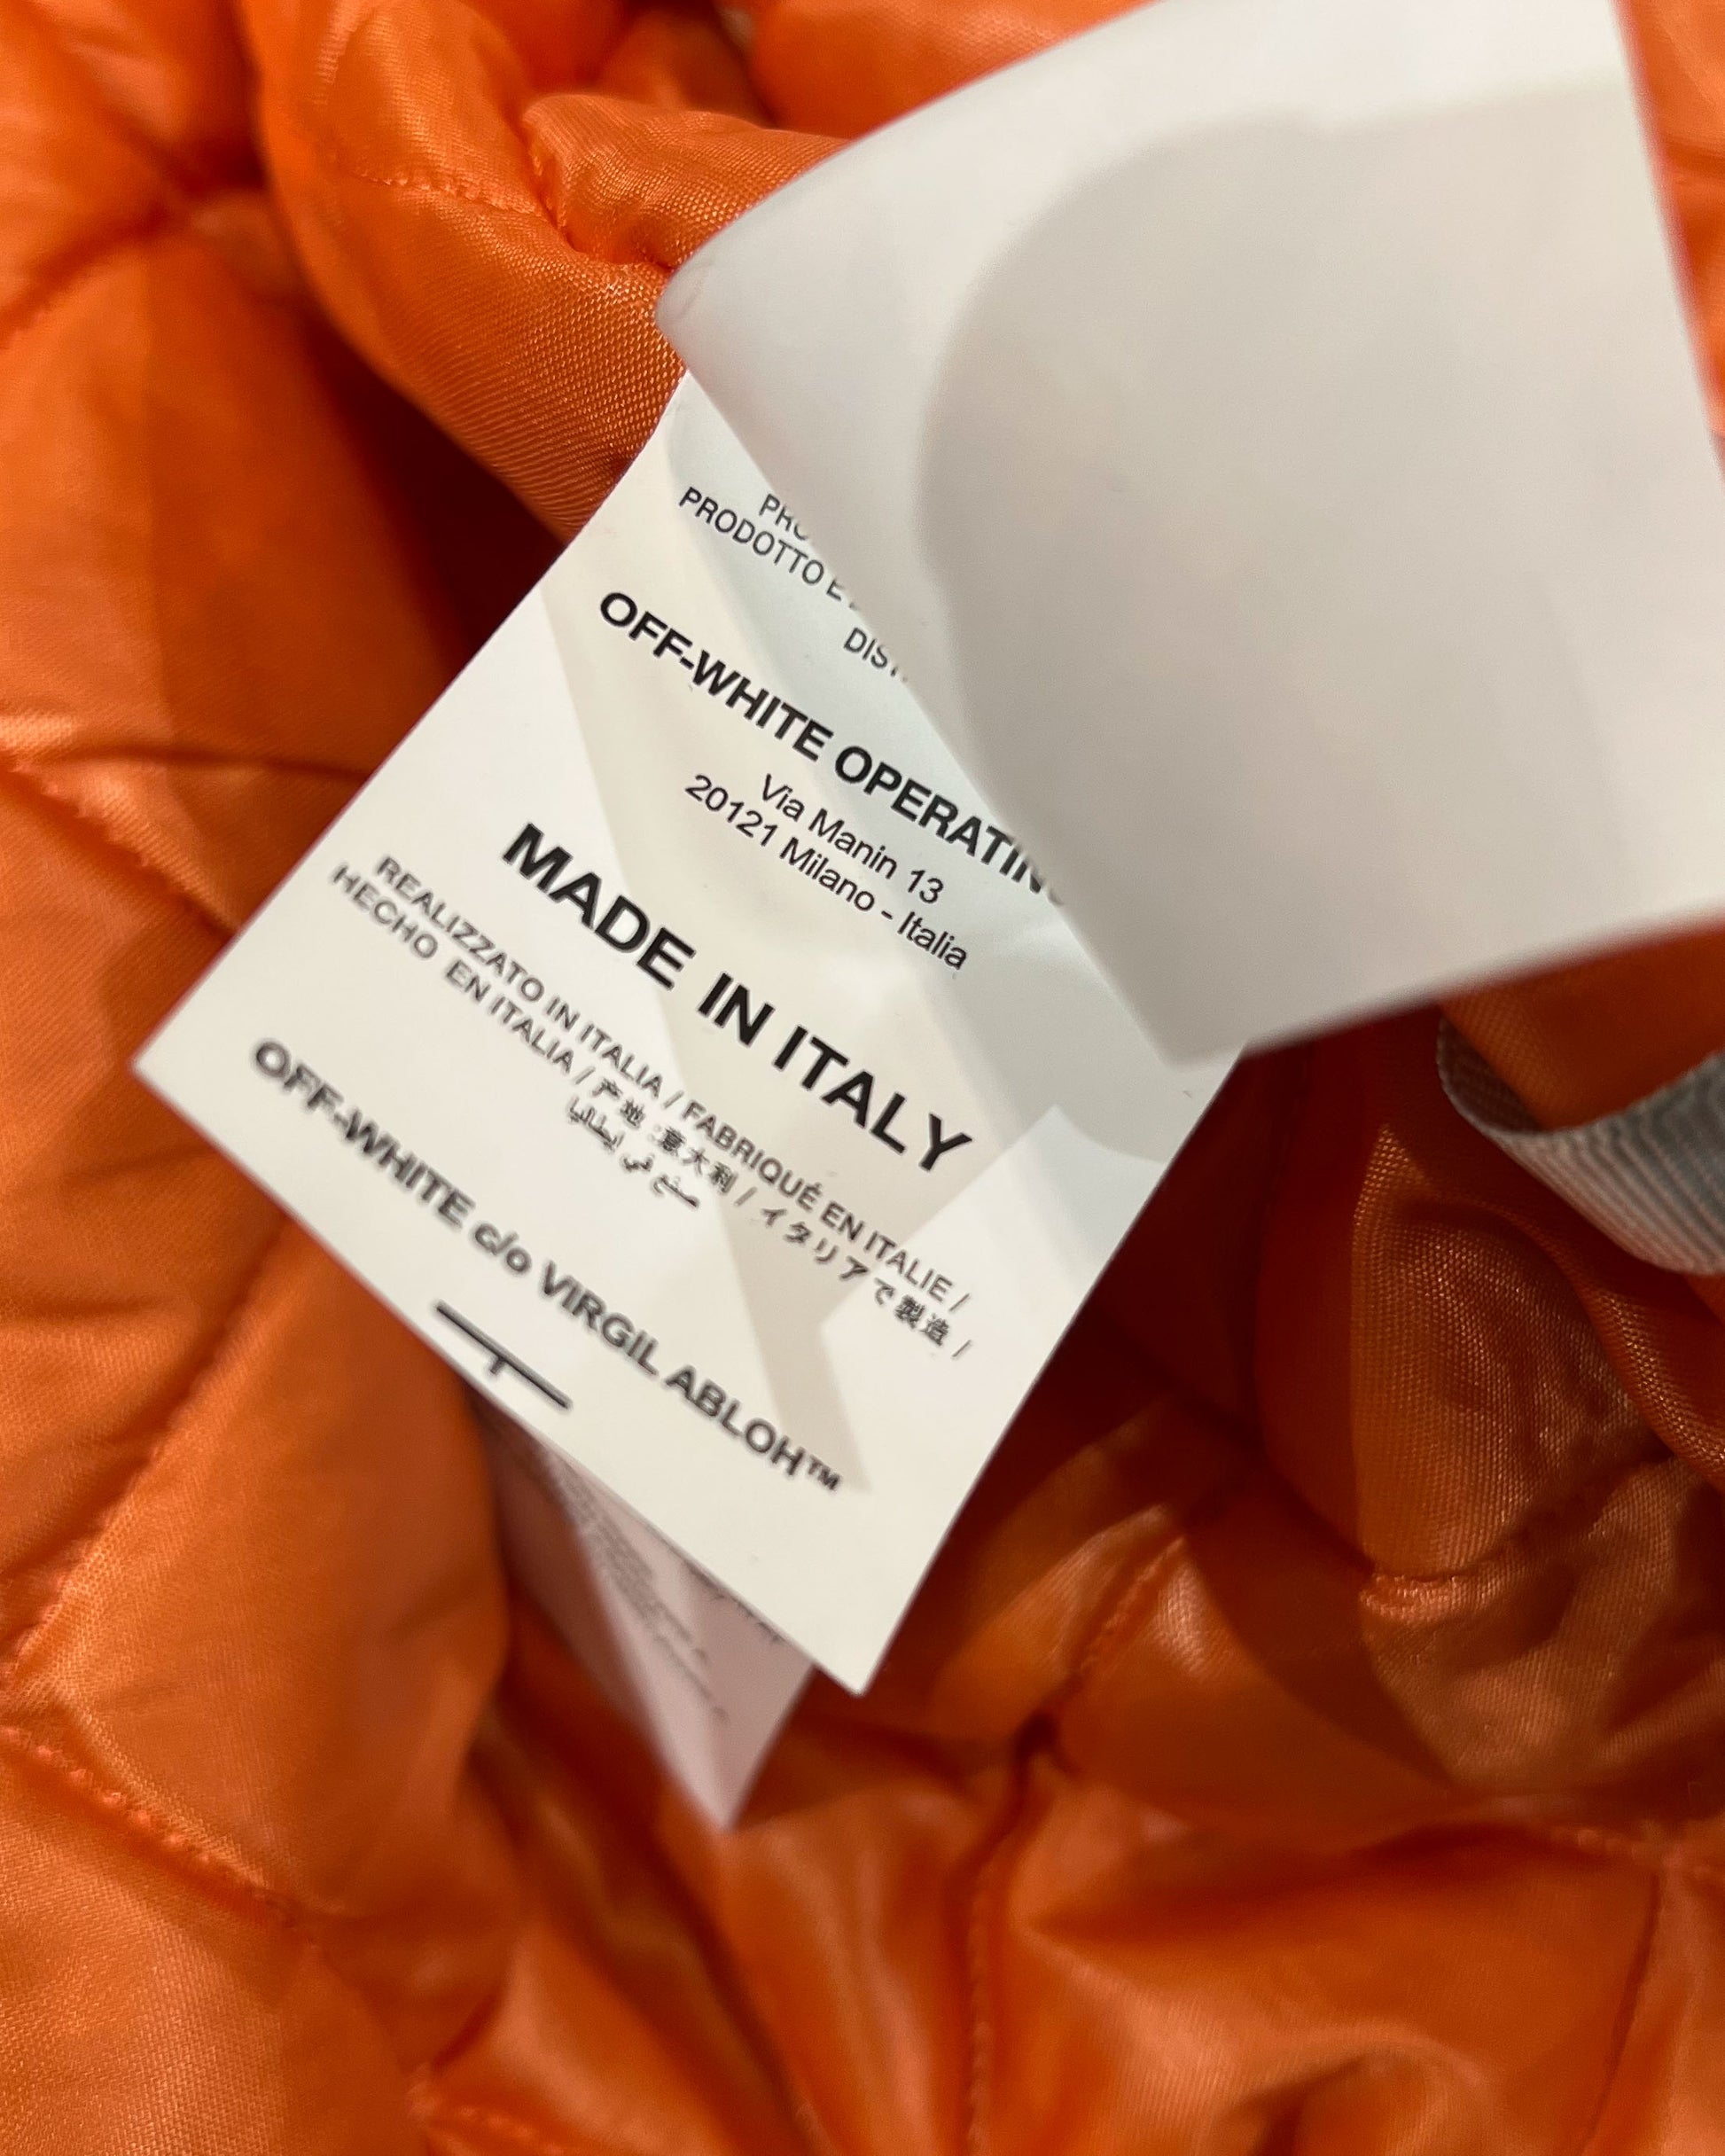 PRODOTTO E
OFF-WHITE OPERATING
Via Manin 13
20121 Milano - Italia
MADE IN ITALY
REALIZZATO IN ITALIA / FABRIQUÉ EN ITALIE /
HECHO EN ITALIA / 产地:意大利 / イタリアで製造 /
صنع في إيطاليا
OFF-WHITE c/o VIRGIL ABLOH™